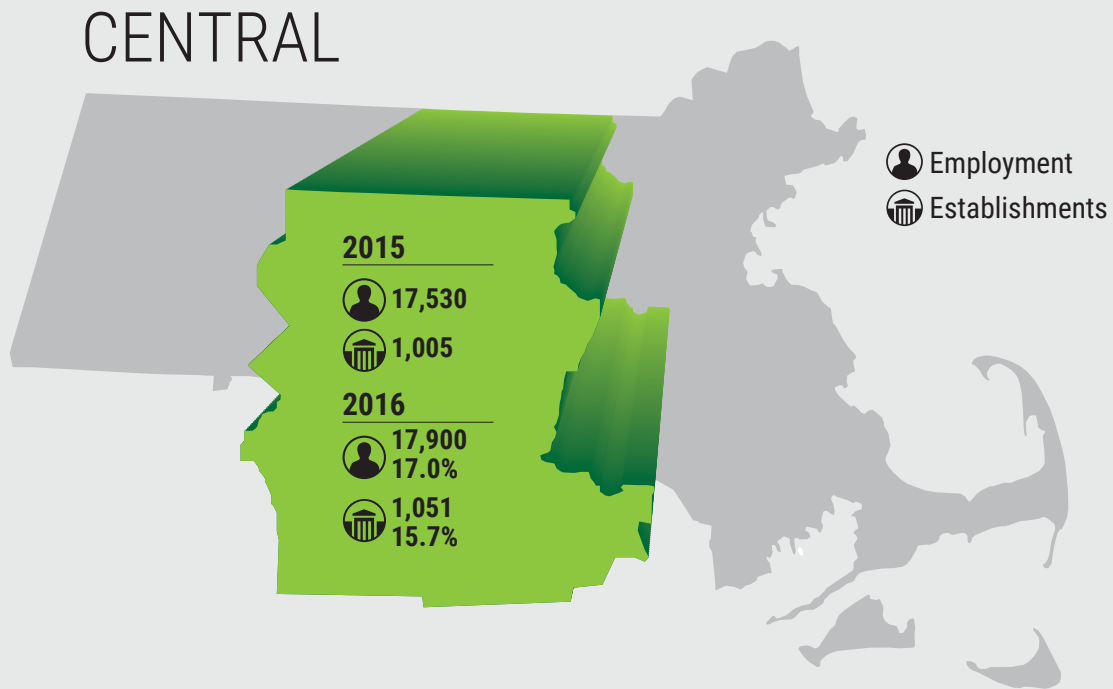 CENTRAL
Employment
Establishments
2015
17,530
1,005
2016
17,900
17.0%
1,051
15.7%